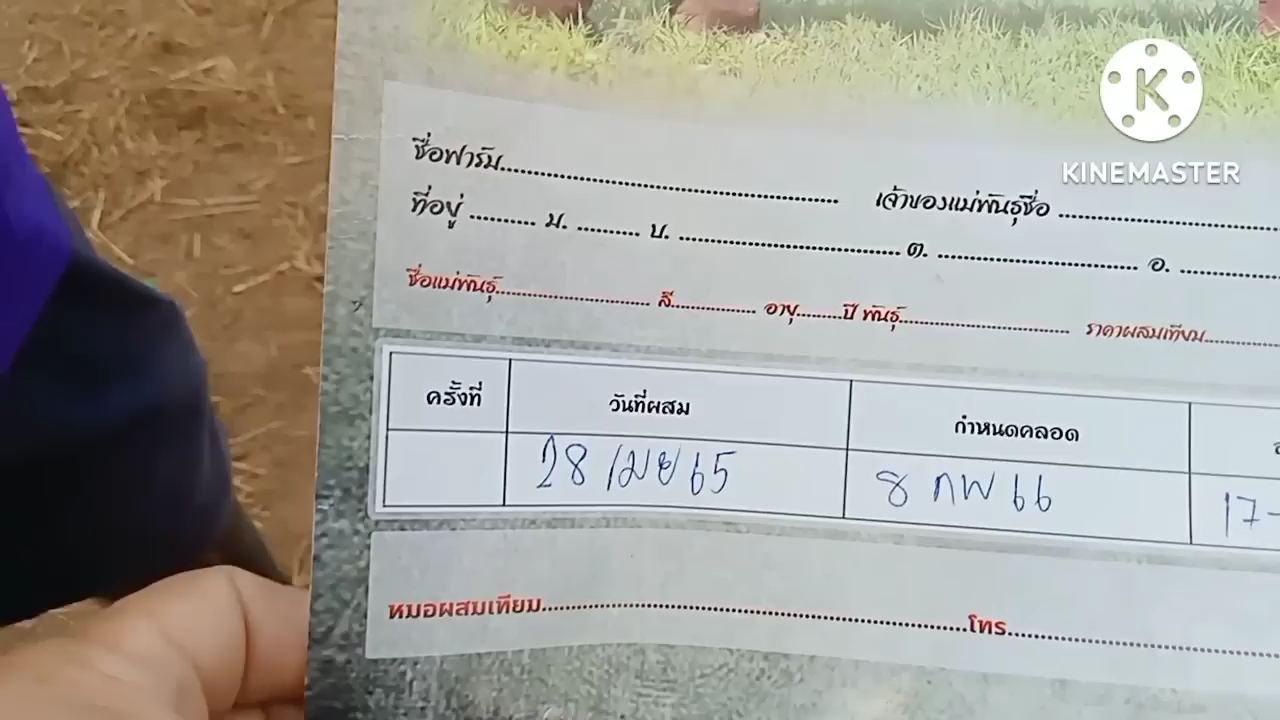 K
KINEMASTER
ชื่อฟาร์ม.................... เจ้าของแม่พันธุ์ชื่อ ....................
ที่อยู่ .......... ม. .......... บ. .................... ต. .................... อ. ....................
ชื่อแม่พันธุ์.................... สี.......... อายุ..........ปี พันธุ์.................... ราคาผสมเทียม....................
ครั้งที่ วันที่ผสม กำหนดคลอด
28 เมย 65 8 กพ 66 17-
หมอผสมเทียม....................โทร....................